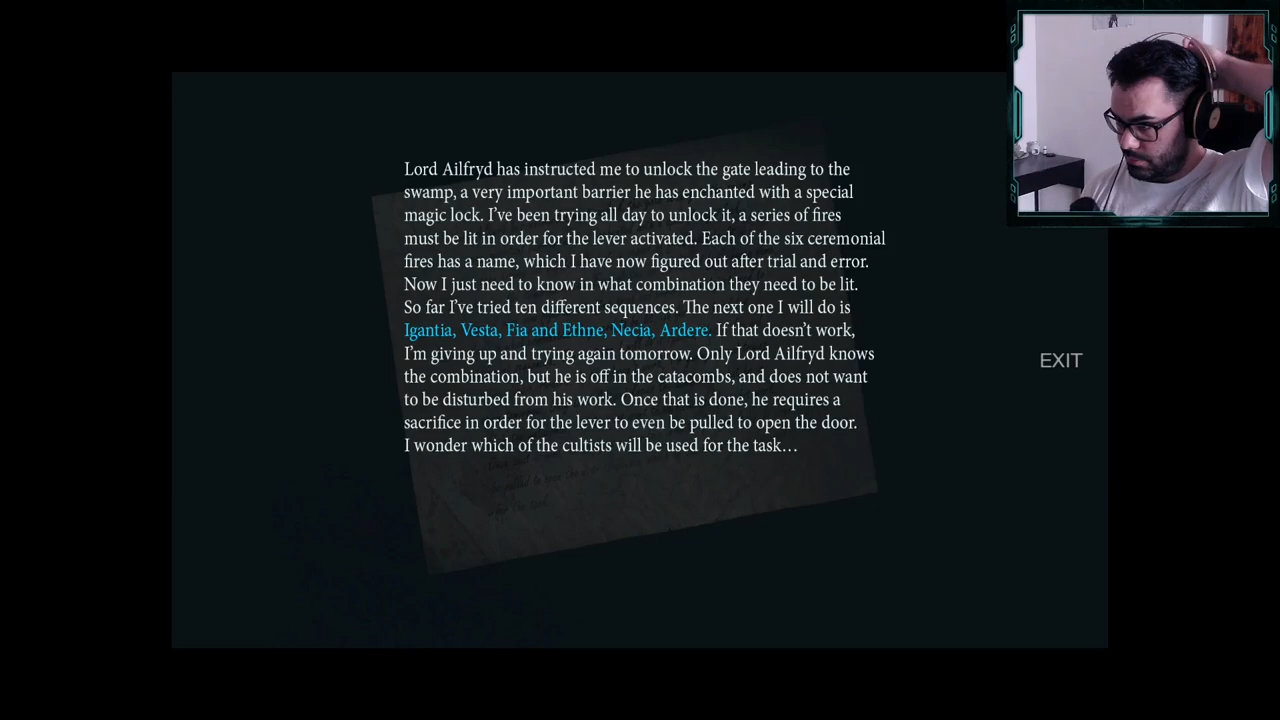 Lord Ailfryd has instructed me to unlock the gate leading to the
swamp, a very important barrier he has enchanted with a special
magic lock. I've been trying all day to unlock it, a series of fires
must be lit in order for the lever activated. Each of the six ceremonial
fires has a name, which I have now figured out after trial and error.
Now I just need to know in what combination they need to be lit.
So far I've tried ten different sequences. The next one I will do is
Igantia, Vesta, Fia and Ethne, Necia, Ardere. If that doesn't work,
I'm giving up and trying again tomorrow. Only Lord Ailfryd knows
the combination, but he is off in the catacombs, and does not want
to be disturbed from his work. Once that is done, he requires a
sacrifice in order for the lever to even be pulled to open the door.
I wonder which of the cultists will be used for the task…
EXIT